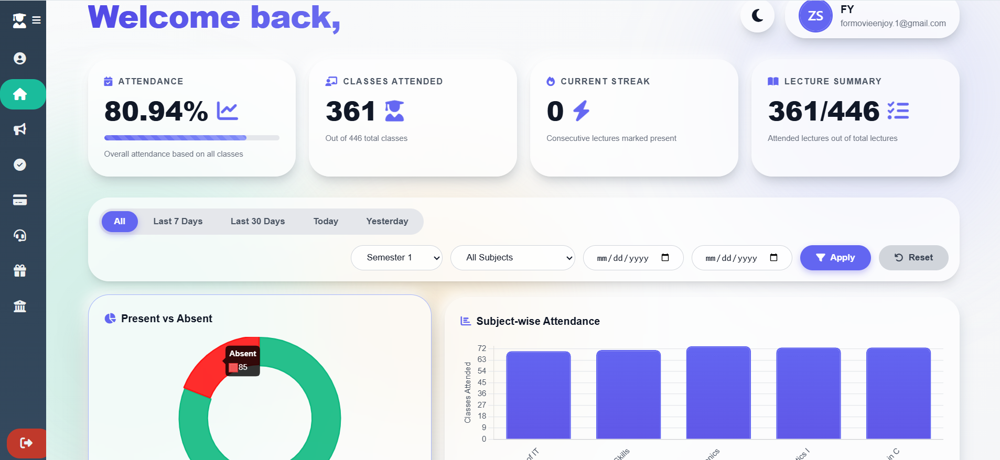 Welcome back,
ZS
FY
formovieenjoy.1@gmail.com
ATTENDANCE
80.94%
Overall attendance based on all classes
CLASSES ATTENDED
361
Out of 446 total classes
CURRENT STREAK
0
Consecutive lectures marked present
LECTURE SUMMARY
361/446
Attended lectures out of total lectures
All
Last 7 Days
Last 30 Days
Today
Yesterday
Semester 1
All Subjects
mm/dd/yyyy
mm/dd/yyyy
Apply
Reset
Present vs Absent
Absent
85
Subject-wise Attendance
Classes Attended
72
63
54
45
36
27
18
9
0
of IT
Skills
onics
tics I
in C